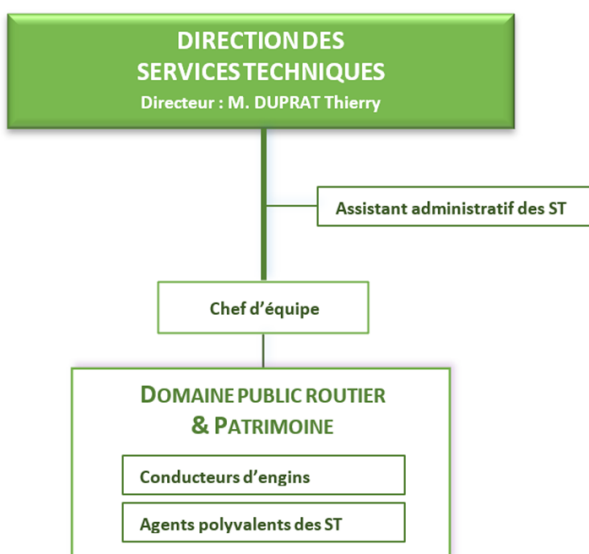 DIRECTION DES
SERVICES TECHNIQUES
Directeur : M. DUPRAT Thierry
Assistant administratif des ST
Chef d'équipe
DOMAINE PUBLIC ROUTIER
& PATRIMOINE
Conducteurs d'engins
Agents polyvalents des ST